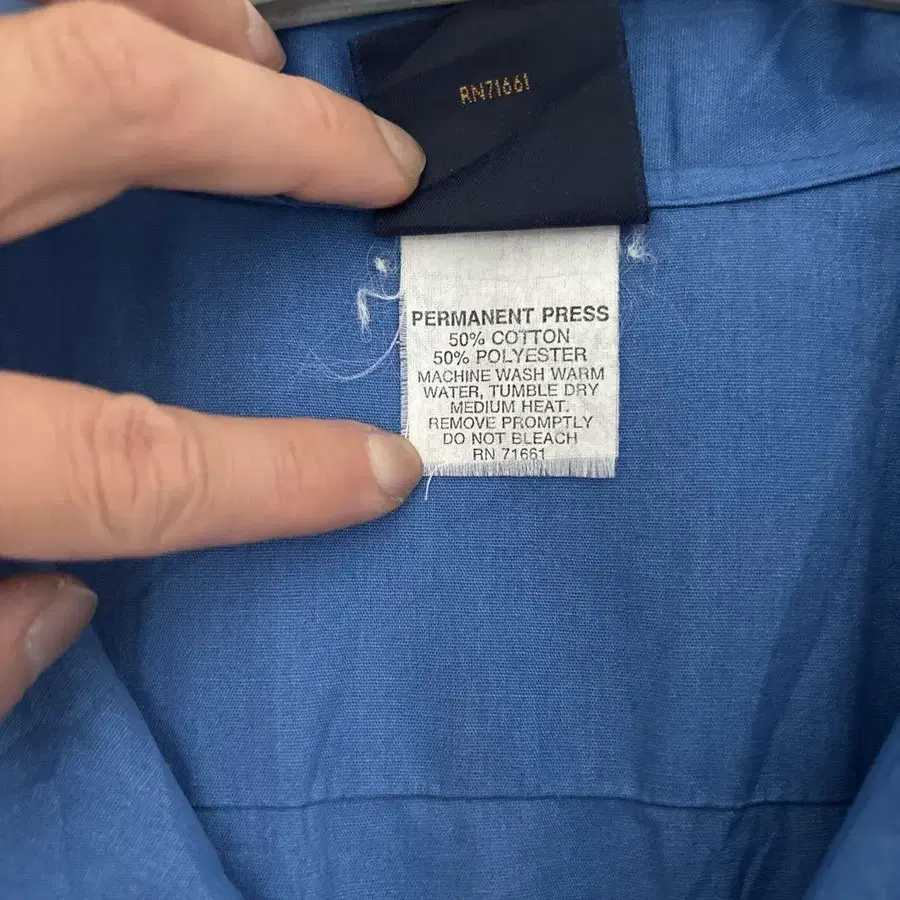 RN71661
PERMANENT PRESS
50% COTTON
50% POLYESTER
MACHINE WASH WARM
WATER, TUMBLE DRY
MEDIUM HEAT.
REMOVE PROMPTLY
DO NOT BLEACH
RN 71661